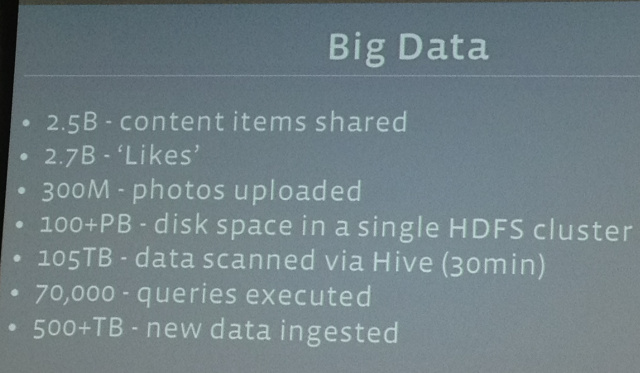 Big Data
• 2.5B - content items shared
• 2.7B - ‘Likes’
• 300M - photos uploaded
• 100+PB - disk space in a single HDFS cluster
• 105TB - data scanned via Hive (30min)
• 70,000 - queries executed
• 500+TB - new data ingested